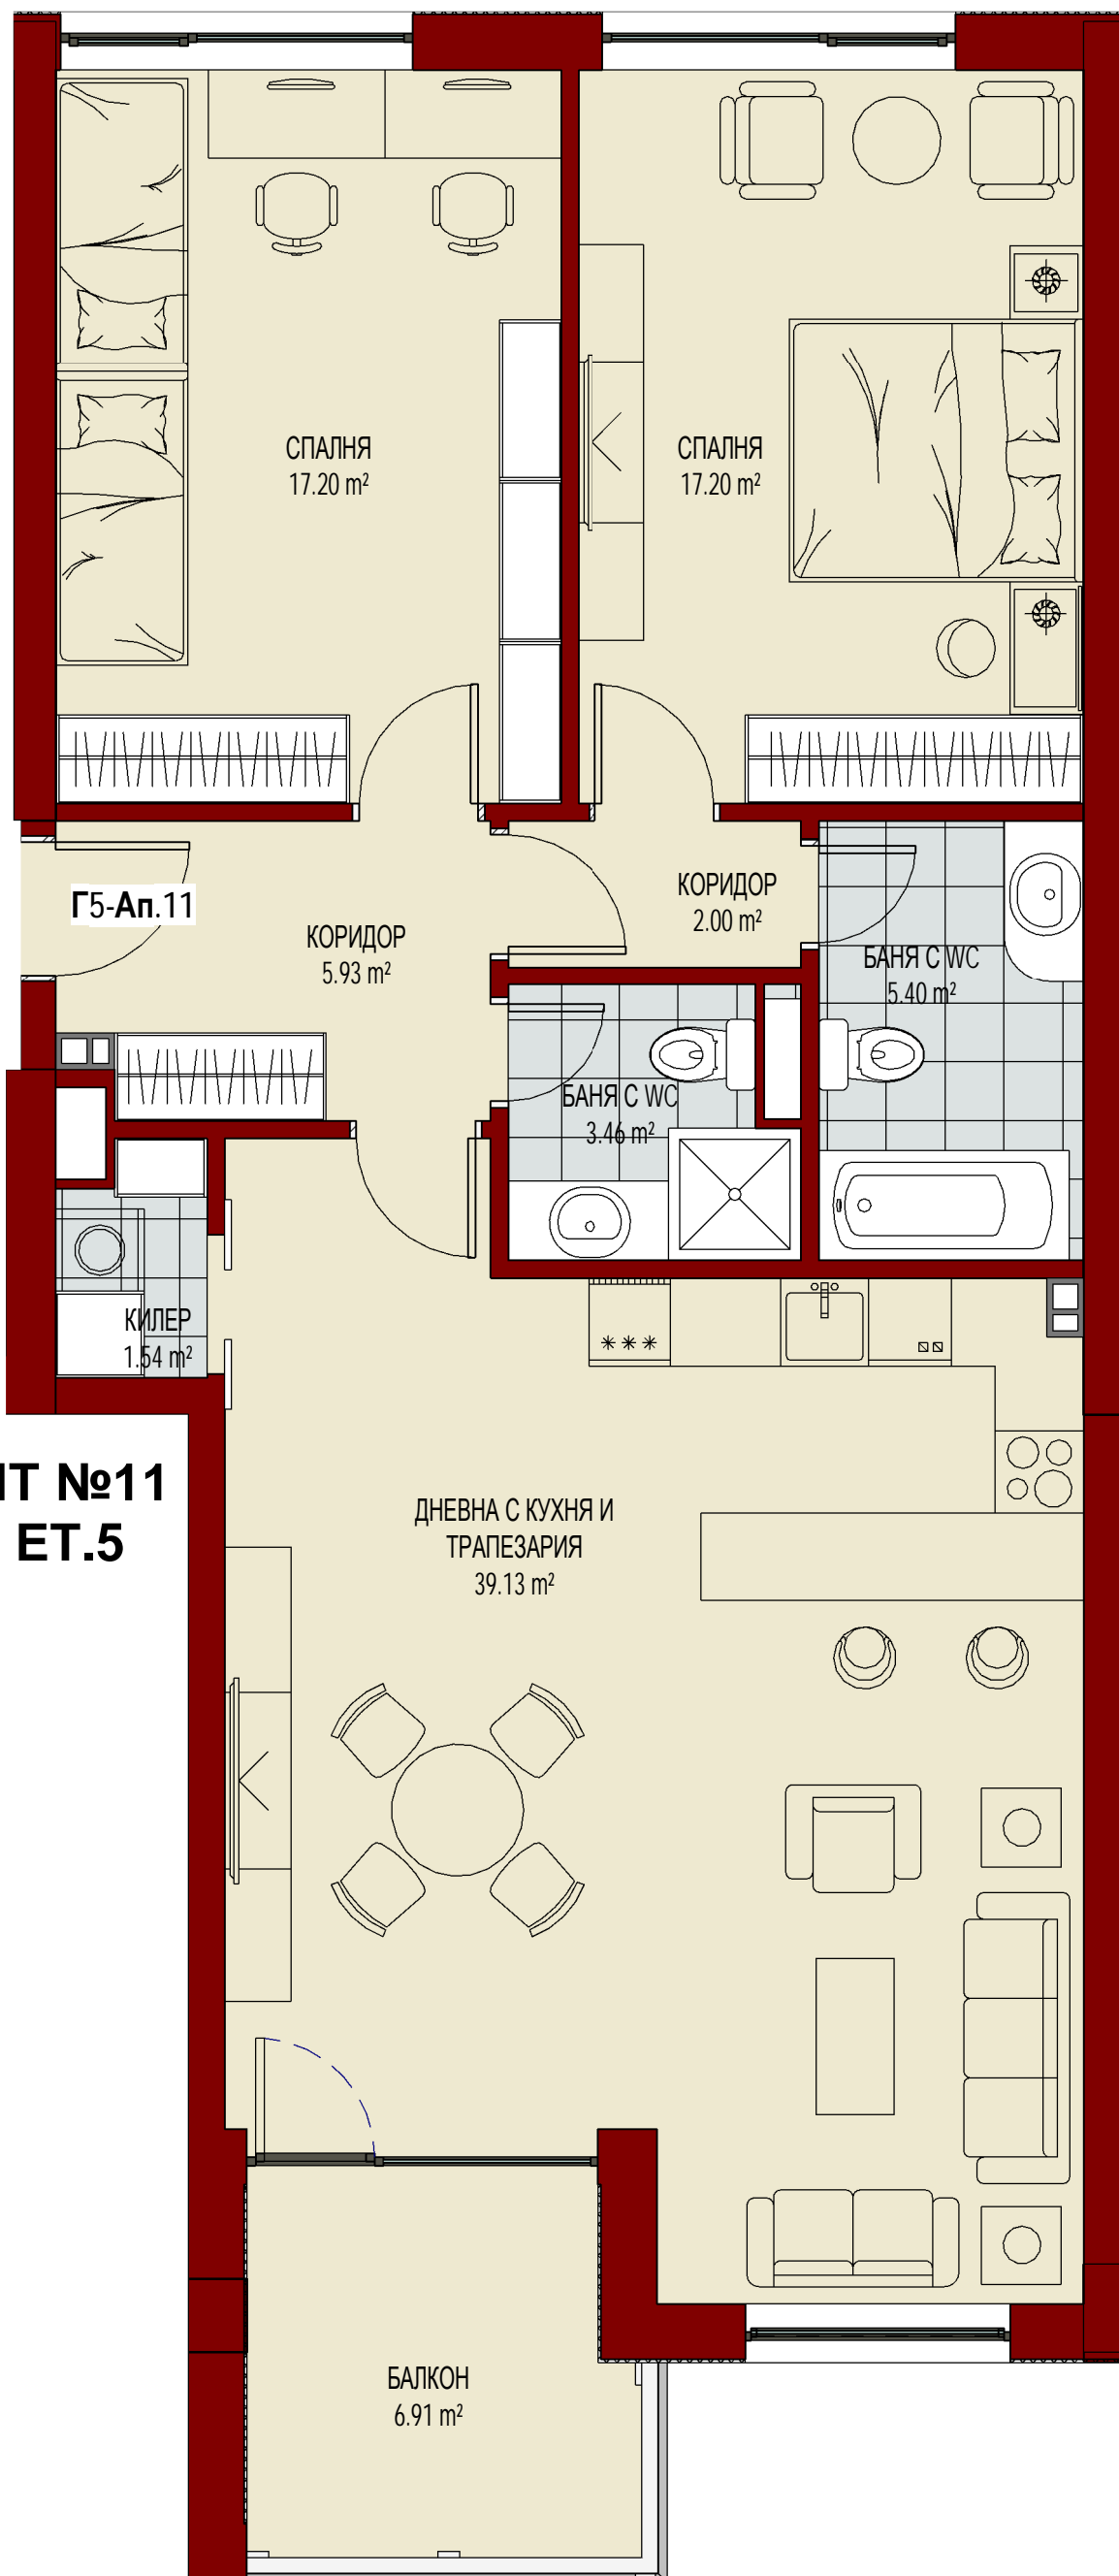 СПАЛНЯ
17.20 m²
СПАЛНЯ
17.20 m²
Г5-Ап.11
КОРИДОР
5.93 m²
КОРИДОР
2.00 m²
БАНЯ С WC
5.40 m²
БАНЯ С WC
3.46 m²
КИЛЕР
1.54 m²
№11
ЕТ.5
ДНЕВНА С КУХНЯ И
ТРАПЕЗАРИЯ
39.13 m²
БАЛКОН
6.91 m²